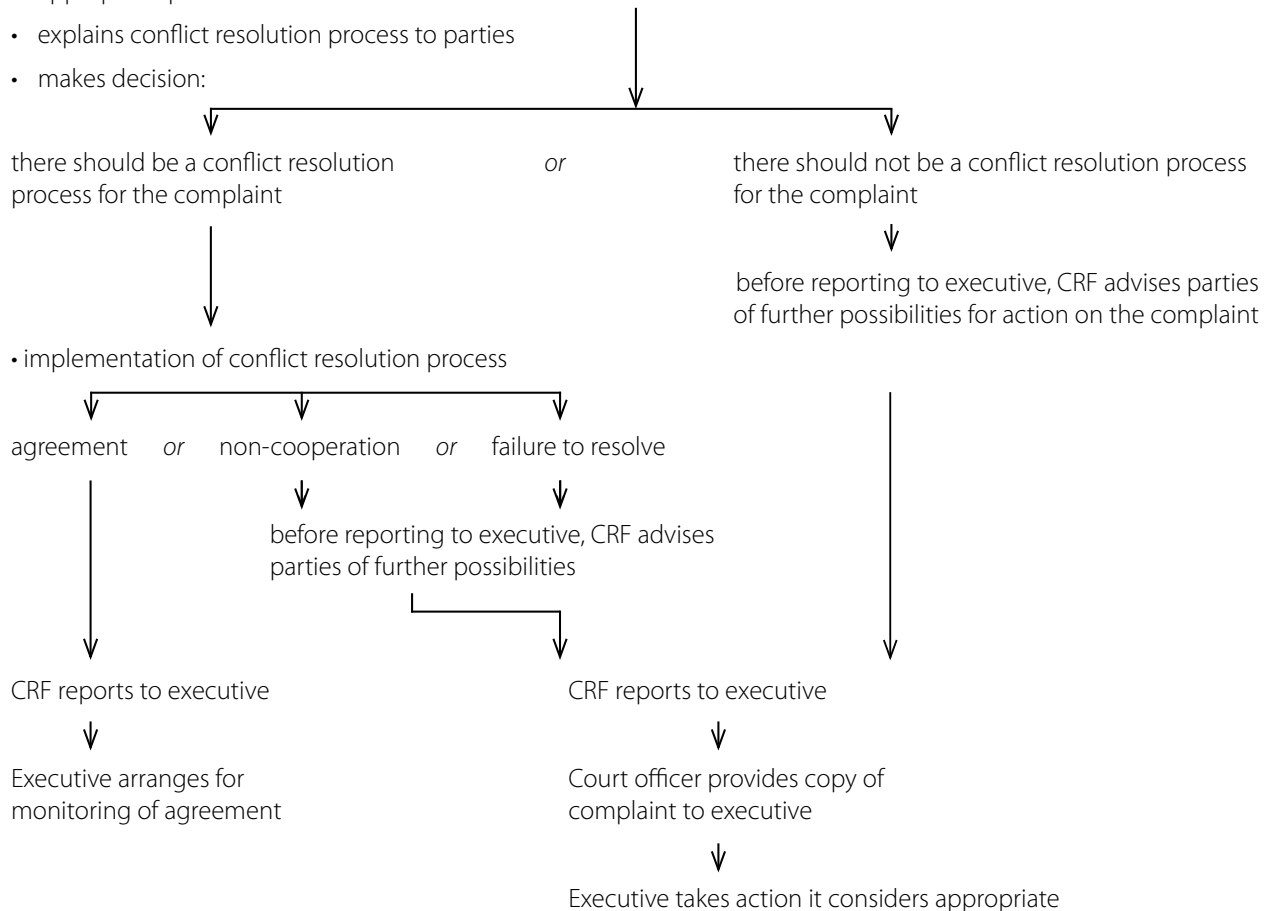 • explains conflict resolution process to parties
• makes decision:
there should be a conflict resolution
process for the complaint
or
there should not be a conflict resolution process
for the complaint
before reporting to executive, CRF advises parties
of further possibilities for action on the complaint
• implementation of conflict resolution process
agreement or non-cooperation or failure to resolve
before reporting to executive, CRF advises
parties of further possibilities
CRF reports to executive
CRF reports to executive
Executive arranges for
monitoring of agreement
Court officer provides copy of
complaint to executive
Executive takes action it considers appropriate